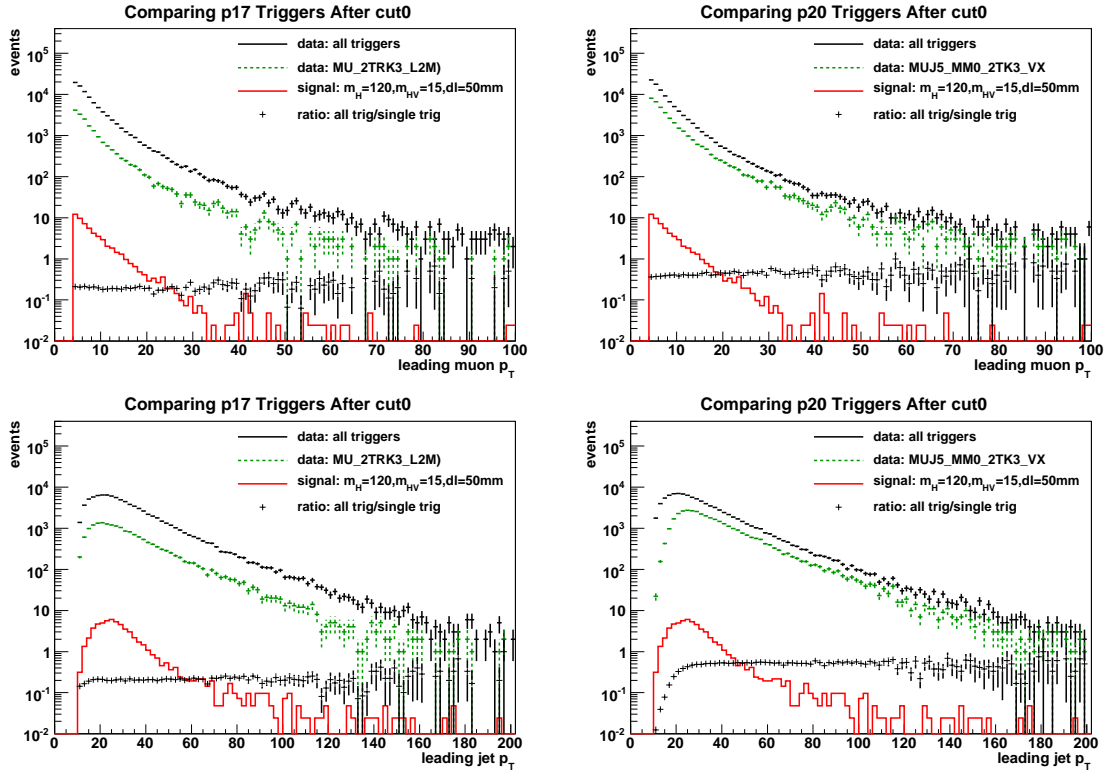 Comparing p17 Triggers After cut0
events
data: all triggers
data: MU_2TRK3_L2M)
signal: m_H=120,m_HV=15,dl=50mm
ratio: all trig/single trig
10^5
10^4
10^3
10^2
10
1
10^-1
10^-2
0 10 20 30 40 50 60 70 80 90 100
leading muon p_T
Comparing p20 Triggers After cut0
events
data: all triggers
data: MUJ5_MM0_2TK3_VX
signal: m_H=120,m_HV=15,dl=50mm
ratio: all trig/single trig
10^5
10^4
10^3
10^2
10
1
10^-1
10^-2
0 10 20 30 40 50 60 70 80 90 100
leading muon p_T
Comparing p17 Triggers After cut0
events
data: all triggers
data: MU_2TRK3_L2M)
signal: m_H=120,m_HV=15,dl=50mm
ratio: all trig/single trig
10^5
10^4
10^3
10^2
10
1
10^-1
10^-2
0 20 40 60 80 100 120 140 160 180 200
leading jet p_T
Comparing p20 Triggers After cut0
events
data: all triggers
data: MUJ5_MM0_2TK3_VX
signal: m_H=120,m_HV=15,dl=50mm
ratio: all trig/single trig
10^5
10^4
10^3
10^2
10
1
10^-1
10^-2
0 20 40 60 80 100 120 140 160 180 200
leading jet p_T